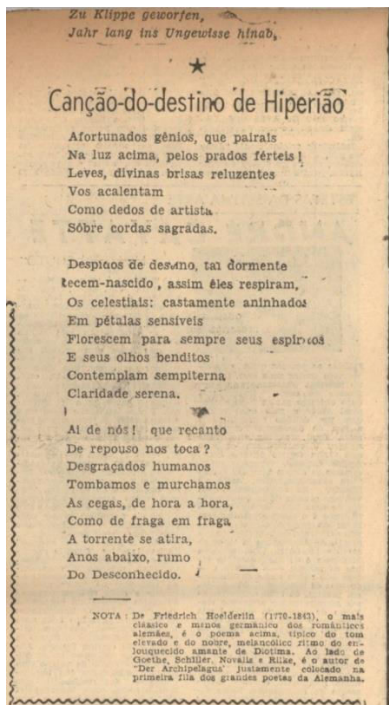 Zu Klippe geworfen,
Jahr lang ins Ungewisse hinab,
★
Canção-do-destino de Hiperião
Afortunados gênios, que pairais
Na luz acima, pelos prados férteis!
Leves, divinas brisas reluzentes
Vos acalentam
Como dedos de artista
Sôbre cordas sagradas.
Despidos de destino, tal dormente
recem-nascido, assim êles respiram,
Os celestiais: castamente aninhados
Em pétalas sensíveis
Florescem para sempre seus espíritos
E seus olhos benditos
Contemplam sempiterna
Claridade serena.
Ai de nós! que recanto
De repouso nos toca?
Desgraçados humanos
Tombamos e murchamos
As cegas, de hora a hora,
Como de fraga em fraga
A torrente se atira,
Anos abaixo, rumo
Do Desconhecido.
NOTA: De Friedrich Hoelderlin (1770-1843), o mais
clássico e menos germânico dos românticos
alemães, é o poema acima, típico do tom
elevado e do nobre, melancólico ritmo do en-
louquecido amante de Diotima. Ao lado de
Goethe, Schiller, Novalis e Rilke, é o autor de
"Der Archipelagus" justamente colocado na
primeira fila dos grandes poetas da Alemanha.